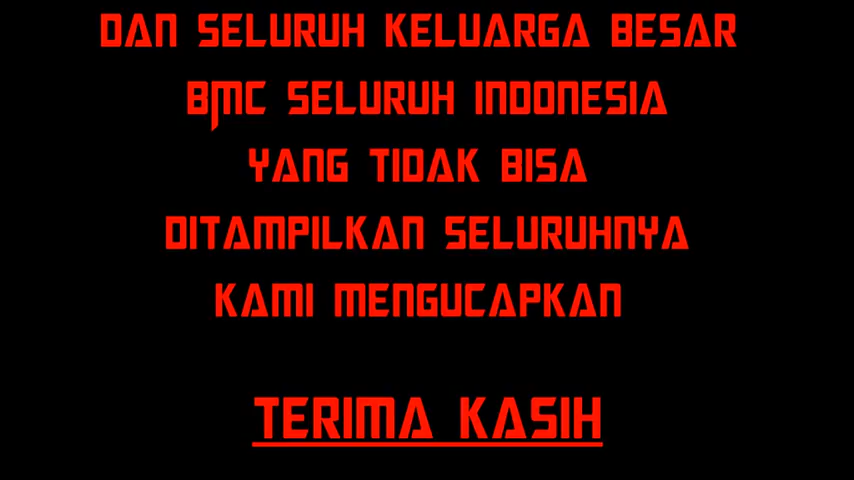 DAN SELURUH KELUARGA BESAR
BMC SELURUH INDONESIA
YANG TIDAK BISA
DITAMPILKAN SELURUHNYA
KAMI MENGUCAPKAN
TERIMA KASIH